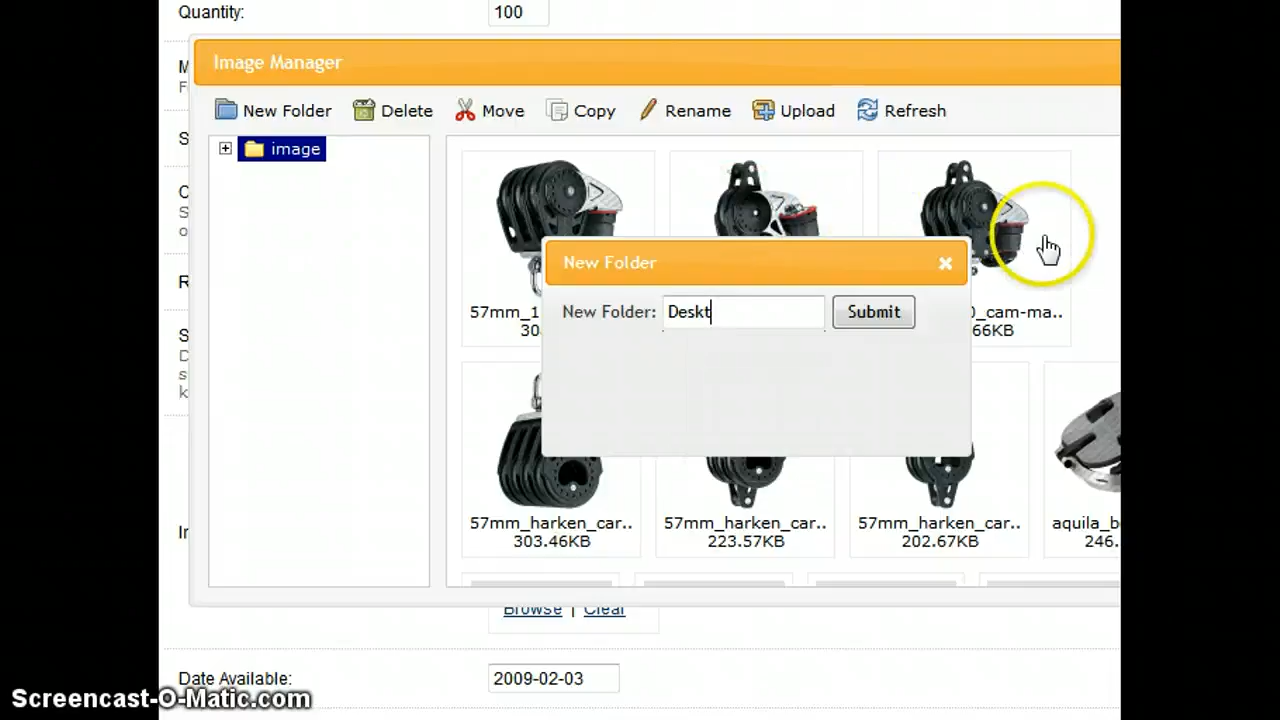 Quantity: 100
Image Manager
New Folder Delete Move Copy Rename Upload Refresh
image
New Folder
New Folder: Deskt Submit
57mm_1
30
0_cam-ma..
66KB
57mm_harken_car.. 57mm_harken_car.. 57mm_harken_car.. aquila_b
303.46KB 223.57KB 202.67KB 246.
Browse | Clear
Date Available: 2009-02-03
Screencast-O-Matic.com